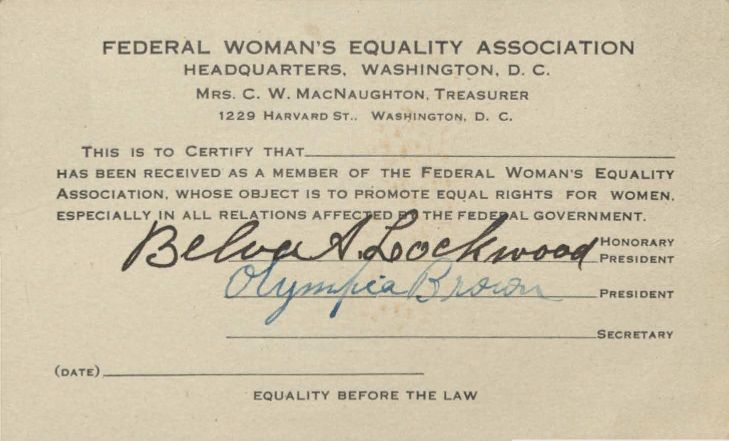 FEDERAL WOMAN'S EQUALITY ASSOCIATION
HEADQUARTERS, WASHINGTON, D. C.
MRS. C. W. MACNAUGHTON, TREASURER
1229 HARVARD ST., WASHINGTON, D. C.
THIS IS TO CERTIFY THAT
HAS BEEN RECEIVED AS A MEMBER OF THE FEDERAL WOMAN'S EQUALITY
ASSOCIATION, WHOSE OBJECT IS TO PROMOTE EQUAL RIGHTS FOR WOMEN,
ESPECIALLY IN ALL RELATIONS AFFECTED BY THE FEDERAL GOVERNMENT.
Belva A. Lockwood HONORARY
PRESIDENT
Olympia Brown PRESIDENT
SECRETARY
(DATE)
EQUALITY BEFORE THE LAW